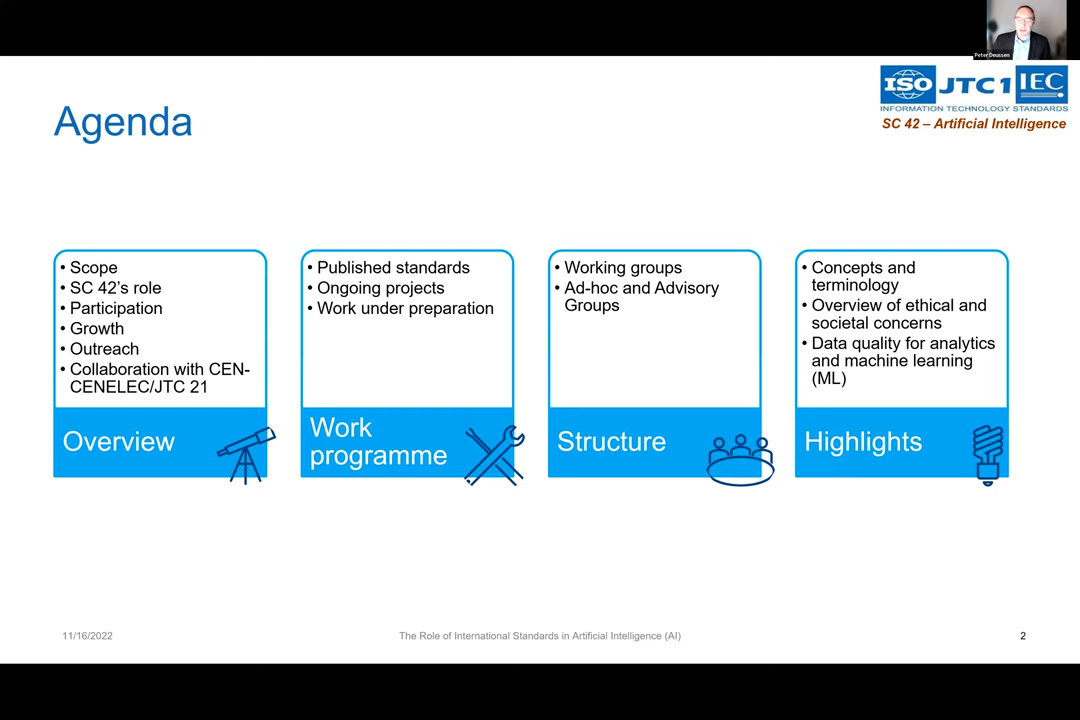 Peter Deussen
ISO JTC 1 IEC
INFORMATION TECHNOLOGY STANDARDS
SC 42 – Artificial Intelligence
Agenda
• Scope
• SC 42’s role
• Participation
• Growth
• Outreach
• Collaboration with CEN-
CENELEC/JTC 21
Overview
• Published standards
• Ongoing projects
• Work under preparation
Work
programme
• Working groups
• Ad-hoc and Advisory
Groups
Structure
• Concepts and
terminology
• Overview of ethical and
societal concerns
• Data quality for analytics
and machine learning
(ML)
Highlights
11/16/2022
The Role of International Standards in Artificial Intelligence (AI)
2